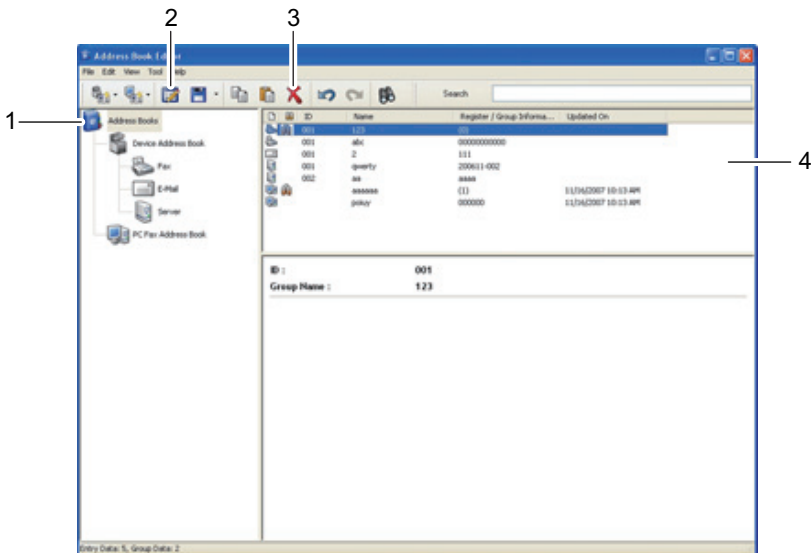 2 3
Address Book Editor
File Edit View Tool Help
Search
1
Address Books
Device Address Book
Fax
E-Mail
Server
PC Fax Address Book
ID Name Register / Group Informa... Updated On
001 123 (0)
001 abc 00000000000
001 2 111
001 qwerty 200611-002
002 aa aaaa
aaaaaa (1) 11/16/2007 10:13 AM
poiuy 000000 11/16/2007 10:13 AM
4
ID : 001
Group Name : 123
Entry Data: 5, Group Data: 2